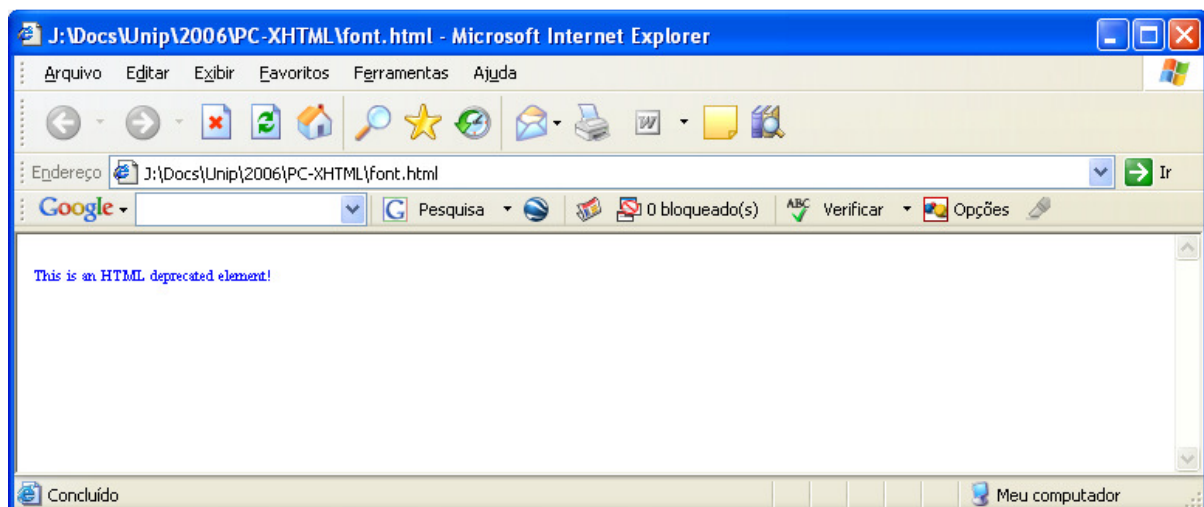 J:\Docs\Unip\2006\PC-XHTML\font.html - Microsoft Internet Explorer
Arquivo Editar Exibir Favoritos Ferramentas Ajuda
W
Endereço J:\Docs\Unip\2006\PC-XHTML\font.html Ir
Google G Pesquisa 0 bloqueado(s) ABC Verificar Opções
This is an HTML deprecated element!
Concluído Meu computador